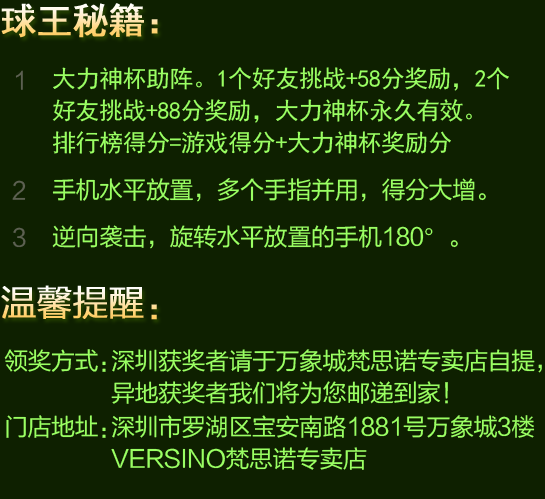 球王秘籍：
1 大力神杯助阵。1个好友挑战+58分奖励，2个
好友挑战+88分奖励，大力神杯永久有效。
排行榜得分=游戏得分+大力神杯奖励分
2 手机水平放置，多个手指并用，得分大增。
3 逆向袭击，旋转水平放置的手机180°。
温馨提醒：
领奖方式：深圳获奖者请于万象城梵思诺专卖店自提，
异地获奖者我们将为您邮递到家！
门店地址：深圳市罗湖区宝安南路1881号万象城3楼
VERSINO梵思诺专卖店